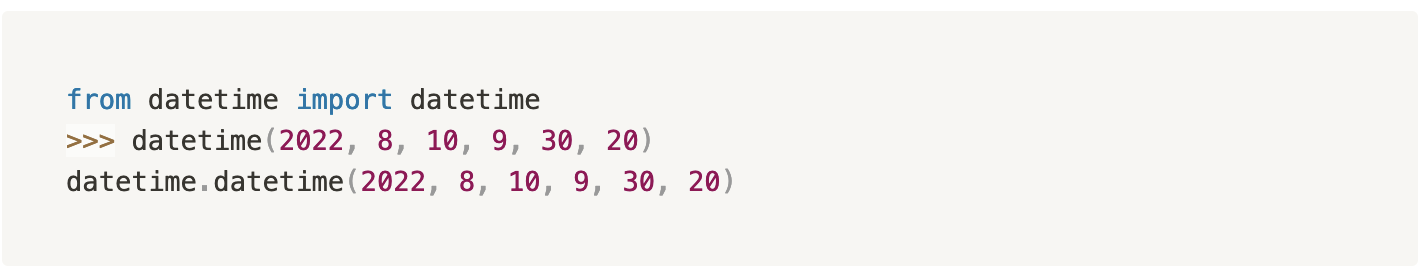 from datetime import datetime
>>> datetime(2022, 8, 10, 9, 30, 20)
datetime.datetime(2022, 8, 10, 9, 30, 20)